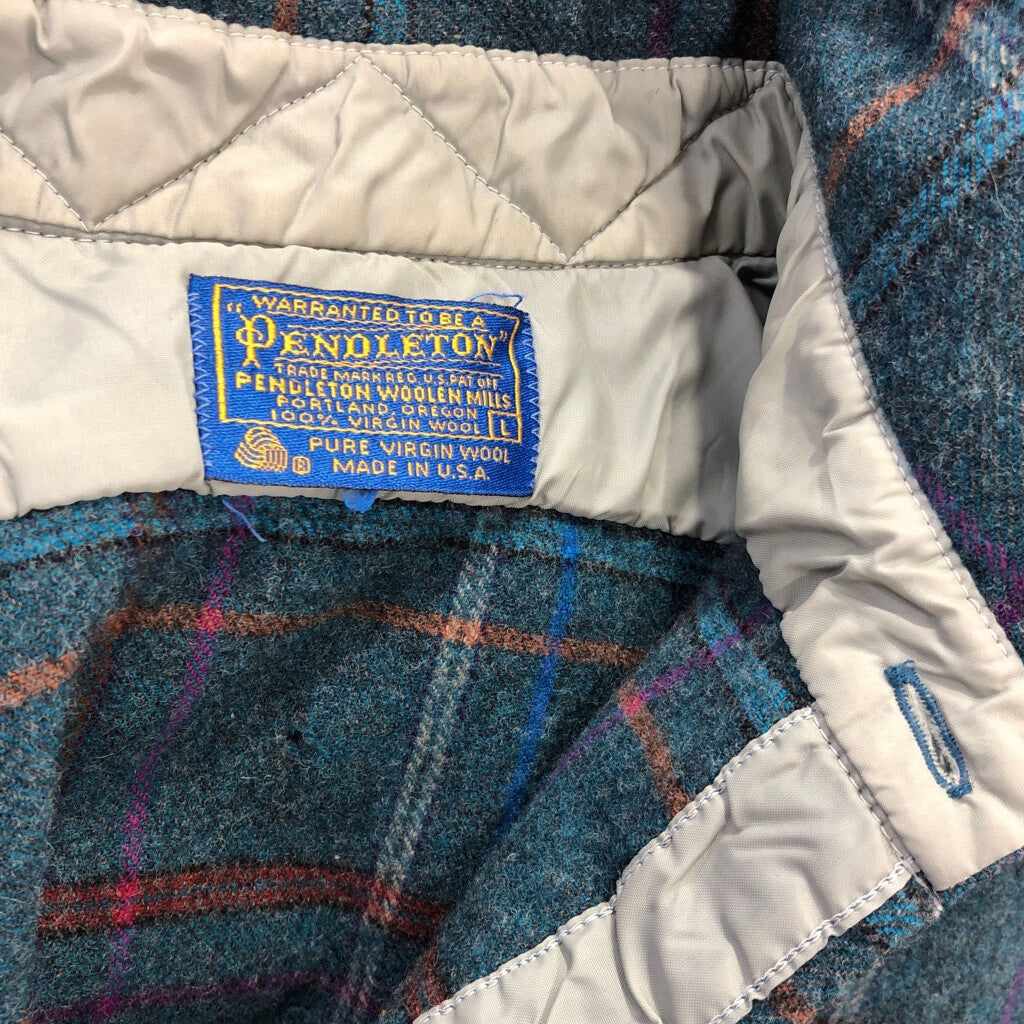 WARRANTED TO BE A
"PENDLETON"
TRADE MARK REG. U.S. PAT OFF
PENDLETON WOOLEN MILLS
PORTLAND, OREGON
100% VIRGIN WOOL L
PURE VIRGIN WOOL
® MADE IN U.S.A.